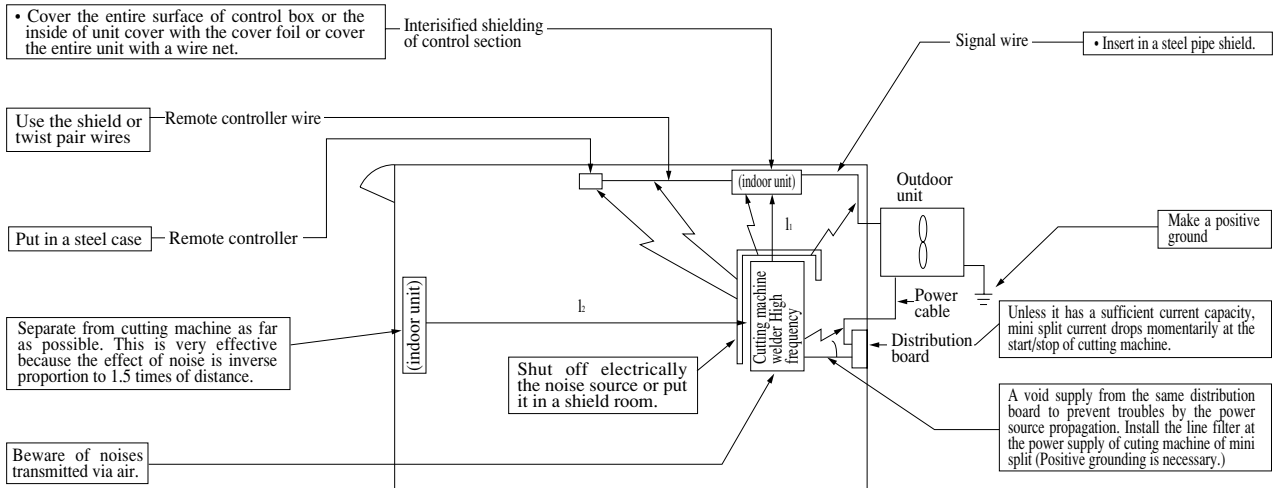 • Cover the entire surface of control box or the
inside of unit cover with the cover foil or cover
the entire unit with a wire net.
Interisified shielding
of control section
Signal wire
• Insert in a steel pipe shield.
Use the shield or
twist pair wires
Remote controller wire
(indoor unit)
Outdoor
unit
l1
Put in a steel case
Remote controller
Make a positive
ground
(indoor unit)
l2
Cutting machine
welder High
frequency
Power
cable
Separate from cutting machine as far
as possible. This is very effective
because the effect of noise is inverse
proportion to 1.5 times of distance.
Unless it has a sufficient current capacity,
mini split current drops momentarily at the
start/stop of cutting machine.
Distribution
board
Shut off electrically
the noise source or put
it in a shield room.
A void supply from the same distribution
board to prevent troubles by the power
source propagation. Install the line filter at
the power supply of cuting machine of mini
split (Positive grounding is necessary.)
Beware of noises
transmitted via air.